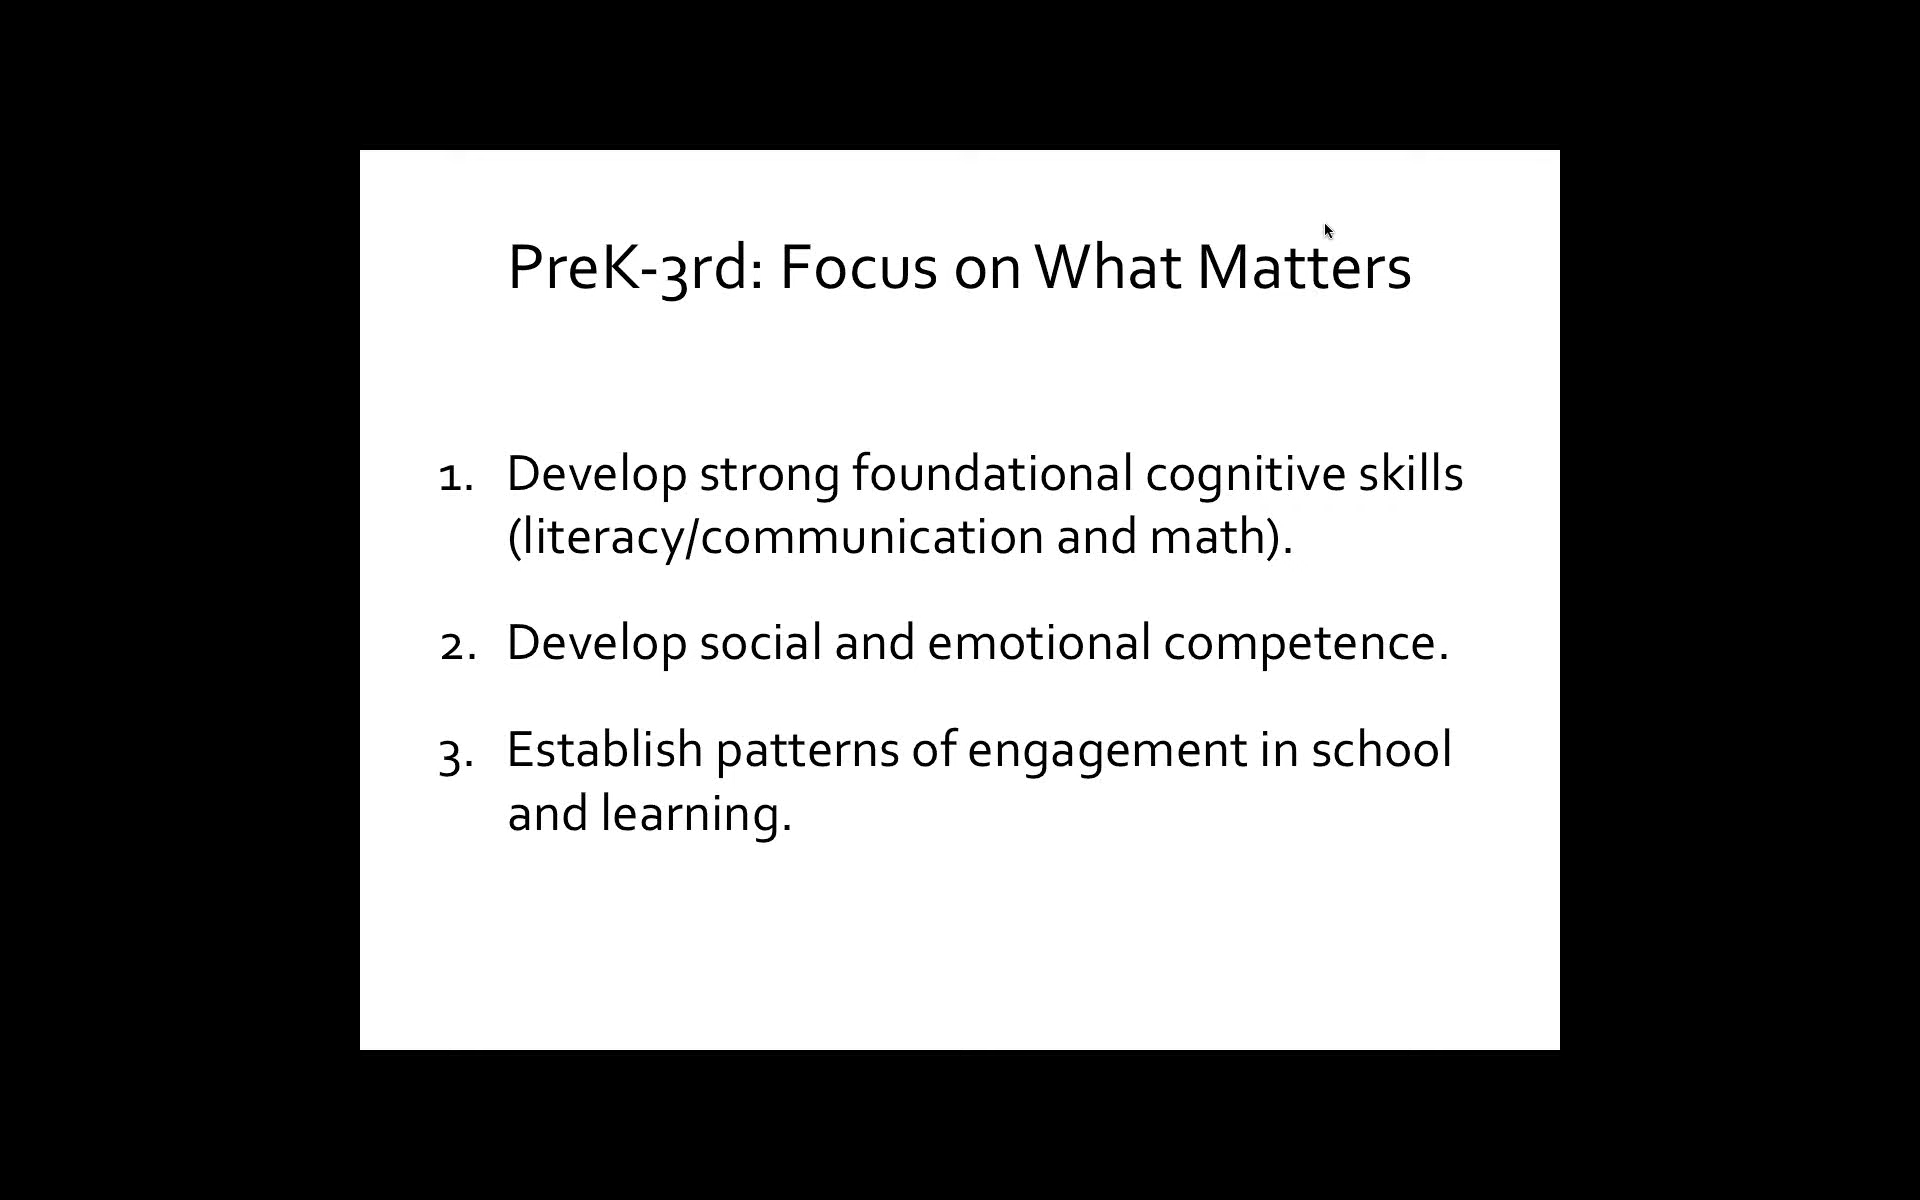 PreK-3rd: Focus on What Matters
1. Develop strong foundational cognitive skills
(literacy/communication and math).
2. Develop social and emotional competence.
3. Establish patterns of engagement in school
and learning.